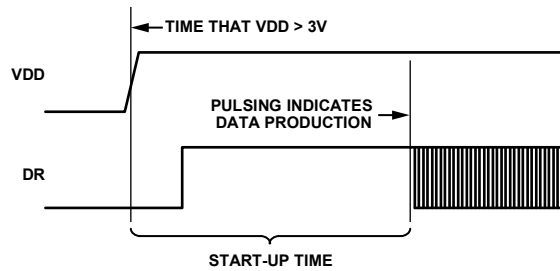 TIME THAT VDD > 3V
VDD
PULSING INDICATES
DATA PRODUCTION
DR
START-UP TIME